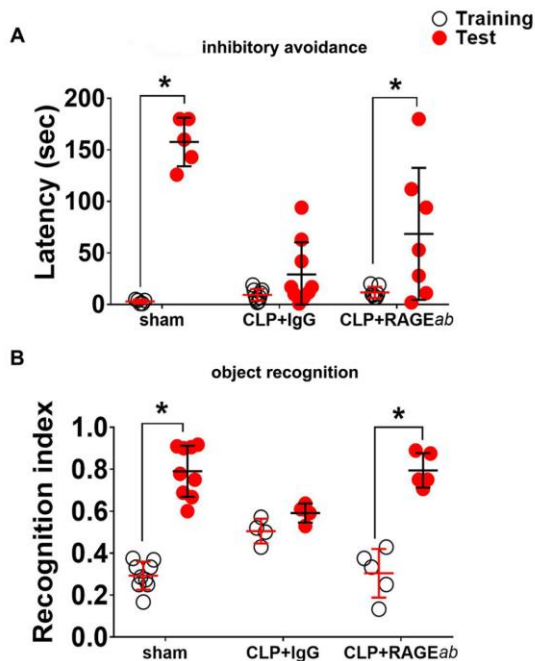 Training
Test
A
inhibitory avoidance
*
*
Latency (sec)
200
150
100
50
0
sham
CLP+IgG
CLP+RAGEab
B
object recognition
*
*
Recognition index
1.0
0.8
0.6
0.4
0.2
0.0
sham
CLP+IgG
CLP+RAGEab